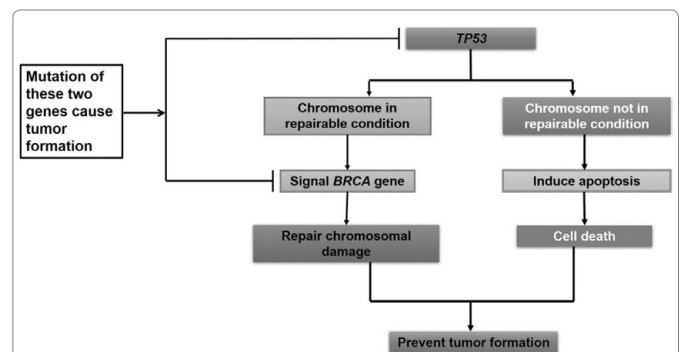 TP53
Mutation of
these two
genes cause
tumor
formation
Chromosome in
repairable condition
Chromosome not in
repairable condition
Signal BRCA gene
Induce apoptosis
Repair chromosomal
damage
Cell death
Prevent tumor formation